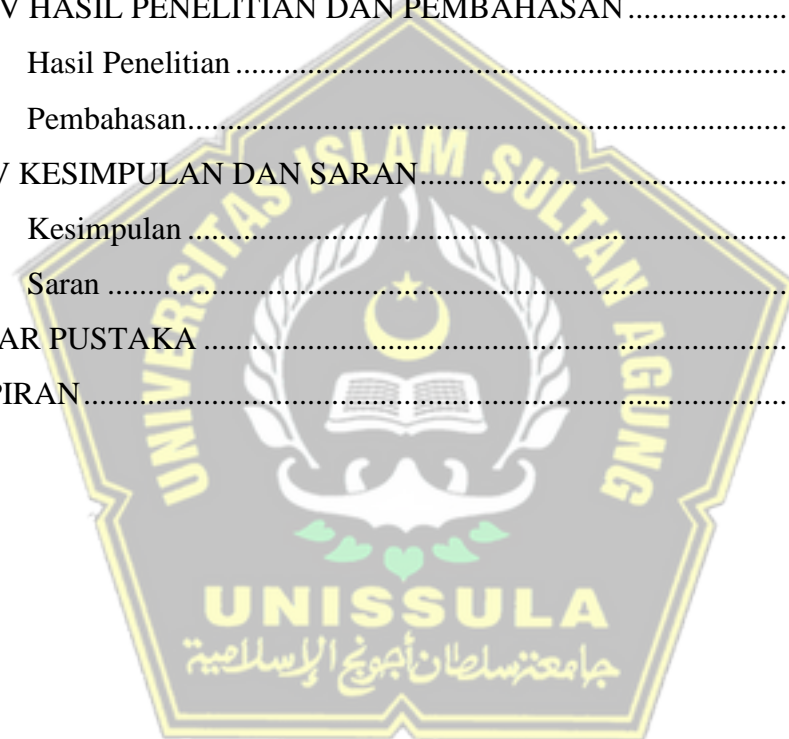 V HASIL PENELITIAN DAN PEMBAHASAN........................
Hasil Penelitian........................
Pembahasan........................
V KESIMPULAN DAN SARAN........................
Kesimpulan........................
Saran........................
AR PUSTAKA........................
PIRAN........................
UNIVERSITAS ISLAM SULTAN AGUNG
UNISSULA
جامعة سلطان أجونج الإسلامية